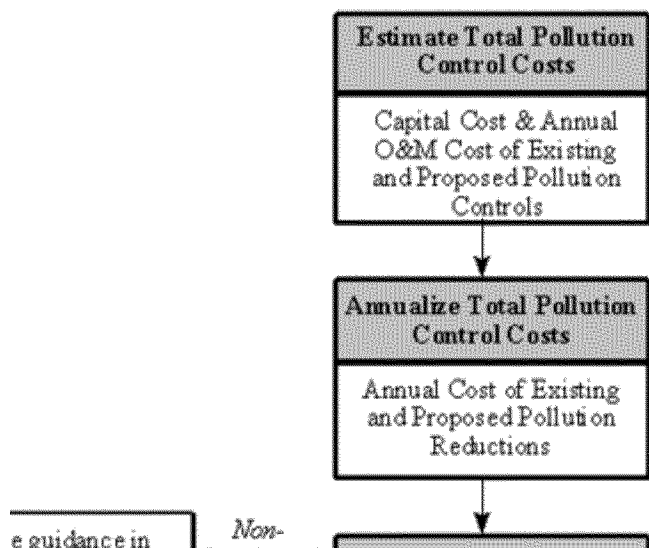 Estimate Total Pollution
Control Costs
Capital Cost & Annual
O&M Cost of Existing
and Proposed Pollution
Controls
Annualize Total Pollution
Control Costs
Annual Cost of Existing
and Proposed Pollution
Reductions
e guidance in
Non-